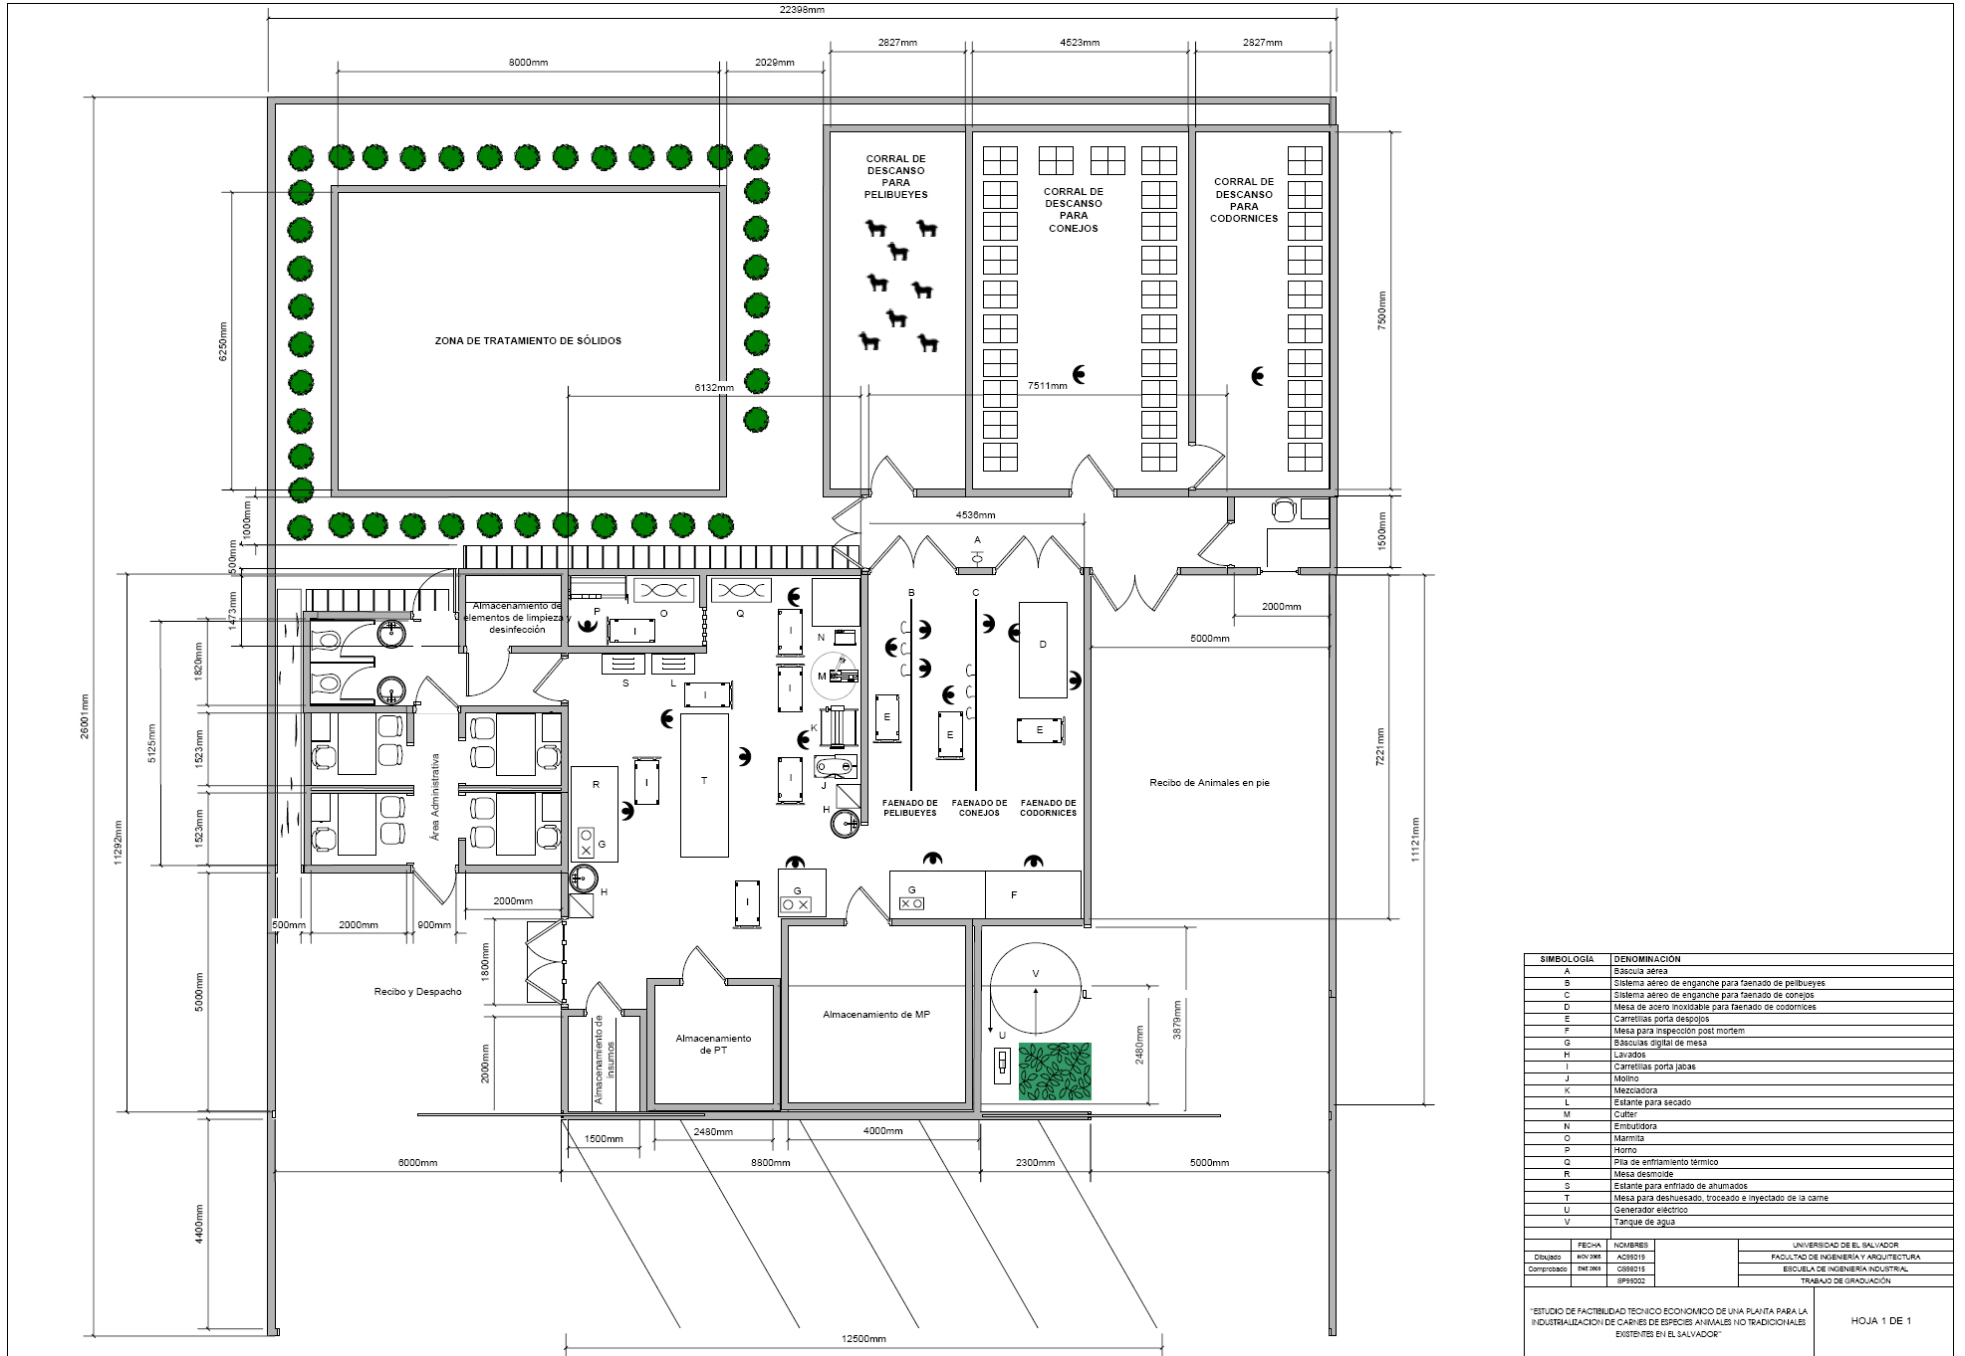 22398mm
2827mm
4523mm
2827mm
8000mm
2029mm
CORRAL DE
DESCANSO
PARA
PELIBUEYES
CORRAL DE
DESCANSO
PARA
CONEJOS
CORRAL DE
DESCANSO
PARA
CODORNICES
7500mm
6250mm
ZONA DE TRATAMIENTO DE SÓLIDOS
6132mm
7511mm
1000mm
500mm
4536mm
1500mm
A
1473mm
Almacenamiento de
elementos de limpieza y
desinfección
P
O
Q
I
I
N
B
C
D
2000mm
5000mm
1820mm
S
L
I
M
I
26001mm
5125mm
1523mm
K
E
E
E
7221mm
Área Administrativa
R
I
T
I
J
H
Recibo de Animales en pie
11292mm
1523mm
G
FAENADO DE
PELIBUEYES
FAENADO DE
CONEJOS
FAENADO DE
CODORNICES
11121mm
H
I
G
G
F
500mm
2000mm
900mm
2000mm
1800mm
5000mm
Recibo y Despacho
V
Almacenamiento de MP
Almacenamiento
de PT
Almacenamiento de
insumos
2000mm
U
2480mm
3879mm
1500mm
2480mm
4000mm
6000mm
8800mm
2300mm
5000mm
4400mm
12500mm
SIMBOLOGÍA DENOMINACIÓN
A Báscula aérea
B Sistema aéreo de enganche para faenado de pelibueyes
C Sistema aéreo de enganche para faenado de conejos
D Mesa de acero inoxidable para faenado de codornices
E Carretillas porta despojos
F Mesa para inspección post mortem
G Básculas digital de mesa
H Lavados
I Carretillas porta jabas
J Molino
K Mezcladora
L Estante para secado
M Cutter
N Embutidora
O Marmita
P Horno
Q Pila de enfriamiento térmico
R Mesa desmolde
S Estante para enfriado de ahumados
T Mesa para deshuesado, troceado e inyectado de la carne
U Generador eléctrico
V Tanque de agua
FECHA NOMBRES UNIVERSIDAD DE EL SALVADOR
Dibujado AC99019 FACULTAD DE INGENIERÍA Y ARQUITECTURA
Comprobado ESCUELA DE INGENIERÍA INDUSTRIAL
TRABAJO DE GRADUACIÓN
"ESTUDIO DE FACTIBILIDAD TECNICO ECONOMICO DE UNA PLANTA PARA LA
INDUSTRIALIZACION DE CARNES DE ESPECIES ANIMALES NO TRADICIONALES
EXISTENTES EN EL SALVADOR"
HOJA 1 DE 1